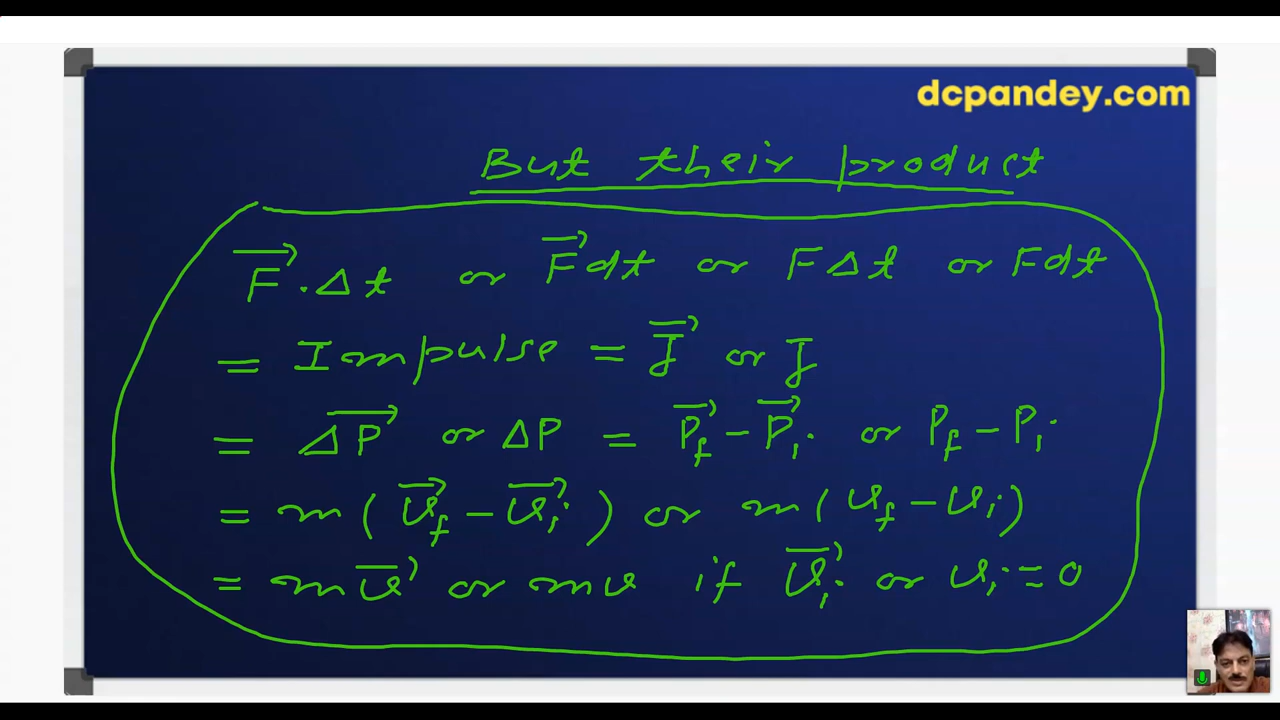 dcpandey.com
But their product
F⃗.Δt or F⃗dt or FΔt or Fdt
= Impulse = J⃗ or J
= ΔP⃗ or ΔP = P⃗f - P⃗i or Pf - Pi
= m(v⃗f - v⃗i) or m(vf - vi)
= mv⃗ or mv if v⃗i or vi = 0